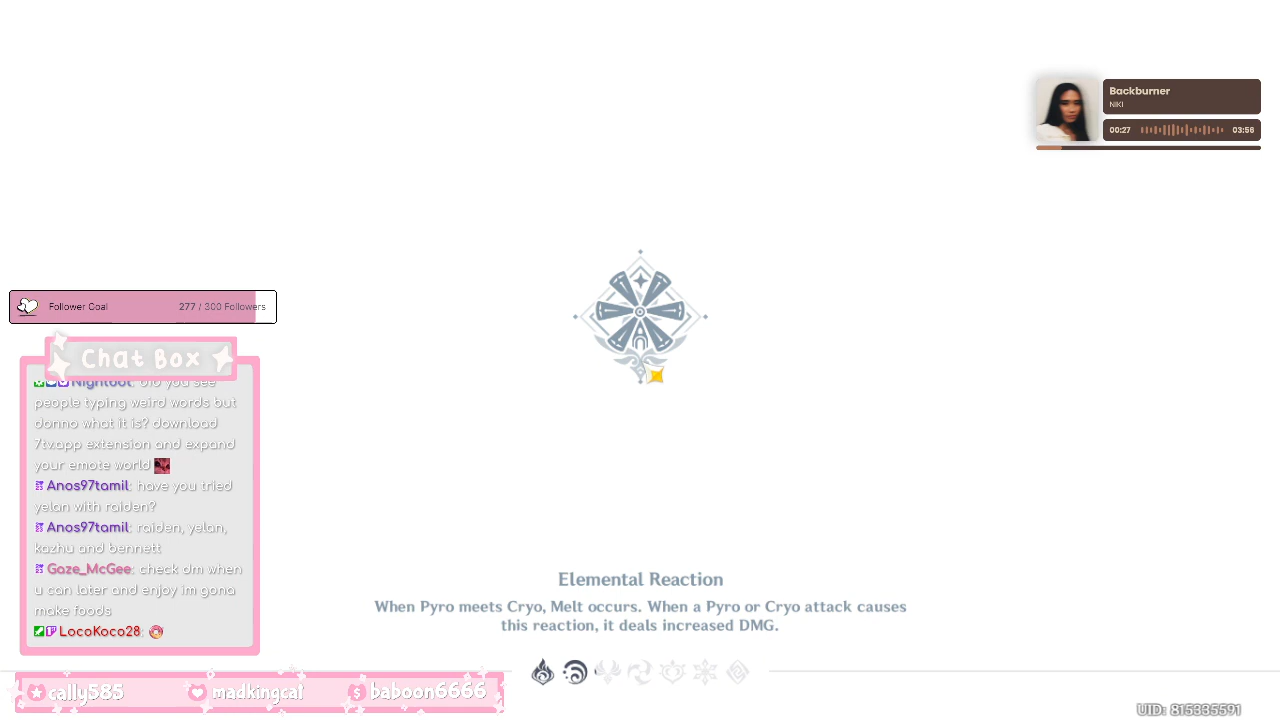 Backburner
NIKI
00:27
03:56
Follower Goal
277 / 300 Followers
Chat Box
Nightbot: did you see
people typing weird words but
donno what it is? download
7tv.app extension and expand
your emote world
Anos97tamil: have you tried
yelan with raiden?
Anos97tamil: raiden, yelan,
kazhu and bennett
Gaze_McGee: check dm when
u can later and enjoy im gona
make foods
LocoKoco28:
Elemental Reaction
When Pyro meets Cryo, Melt occurs. When a Pyro or Cryo attack causes
this reaction, it deals increased DMG.
cally585
madkingcat
baboon6666
UID: 815335591